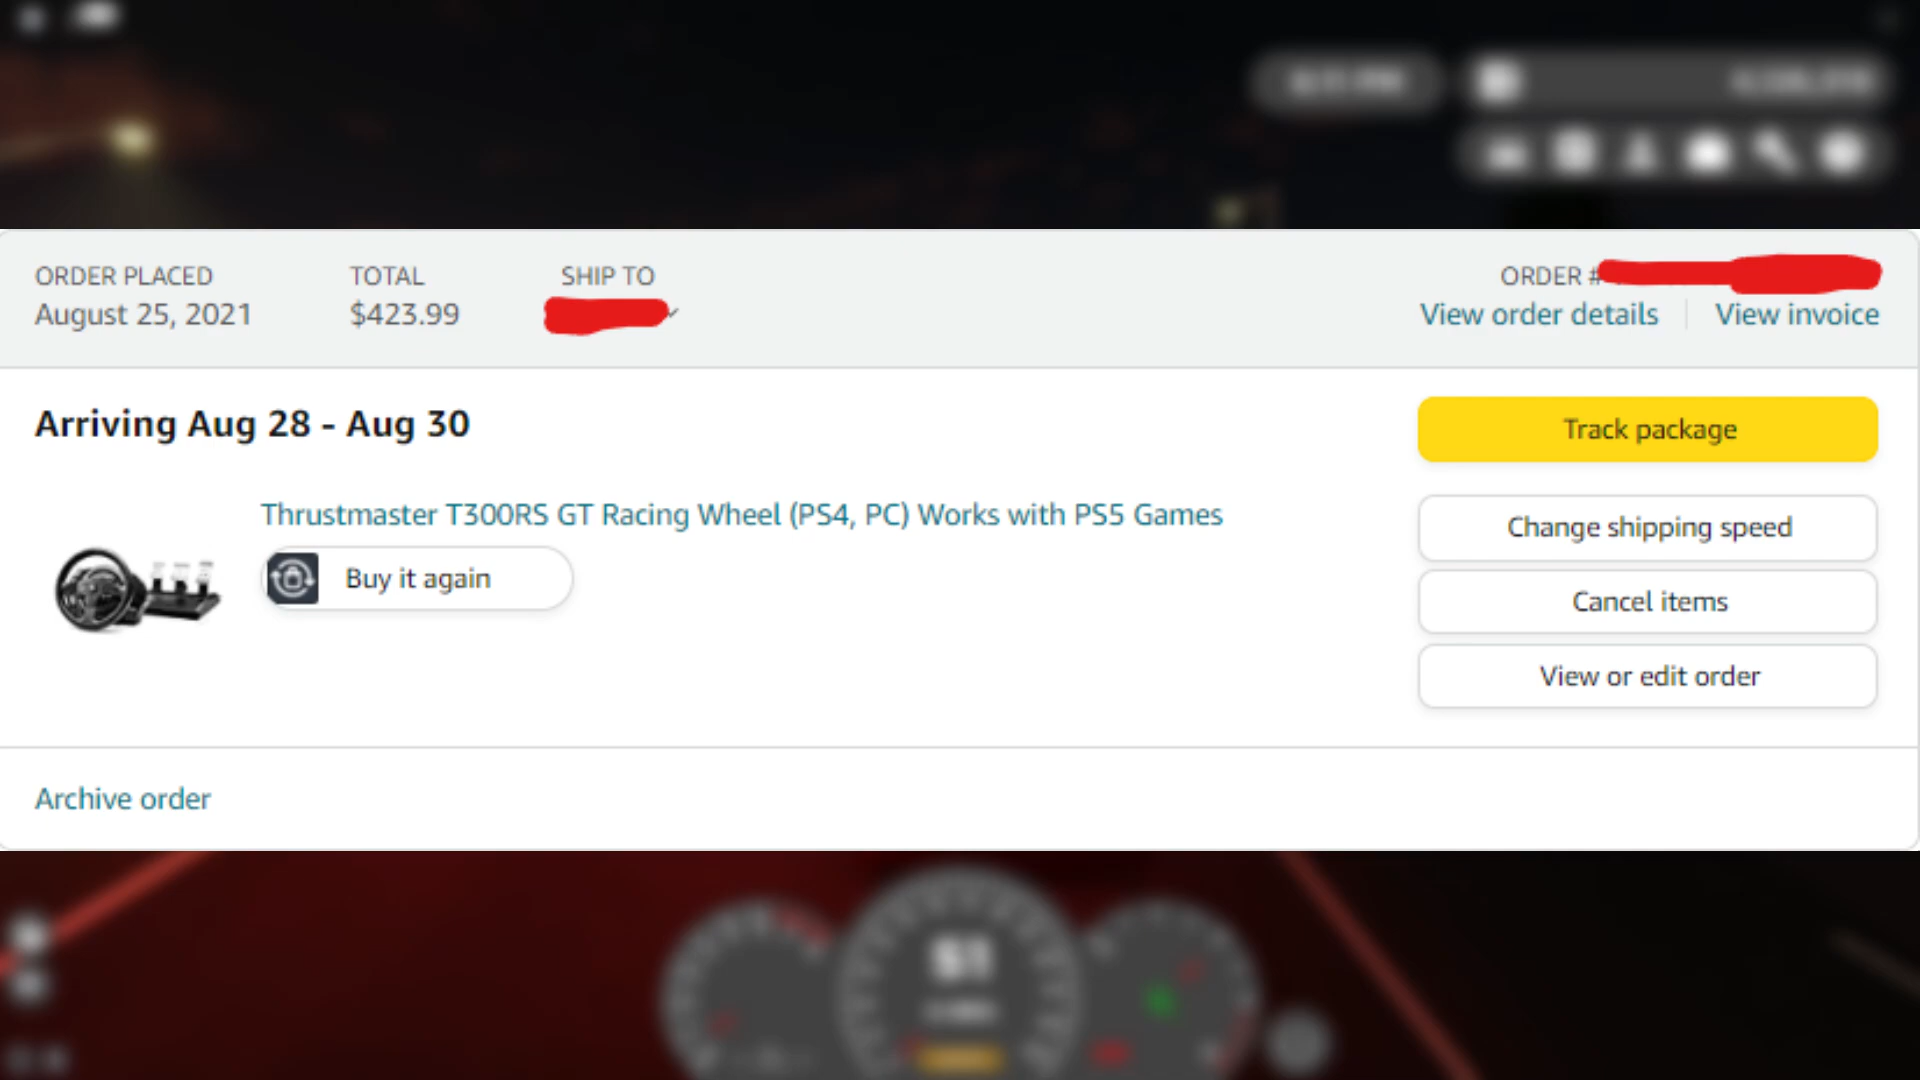 ORDER PLACED
August 25, 2021
TOTAL
$423.99
SHIP TO
ORDER #
View order details
View invoice
Arriving Aug 28 - Aug 30
Track package
Thrustmaster T300RS GT Racing Wheel (PS4, PC) Works with PS5 Games
Buy it again
Change shipping speed
Cancel items
View or edit order
Archive order